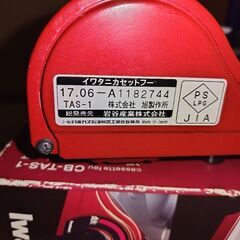 イワタニカセットフー
17.06-A1182744
TAS-1 株式会社 旭製作所
総発売元 岩谷産業株式会社
Made in Japan
PS
LPG
JIA
cassette feu CB-TAS-1
Iwa